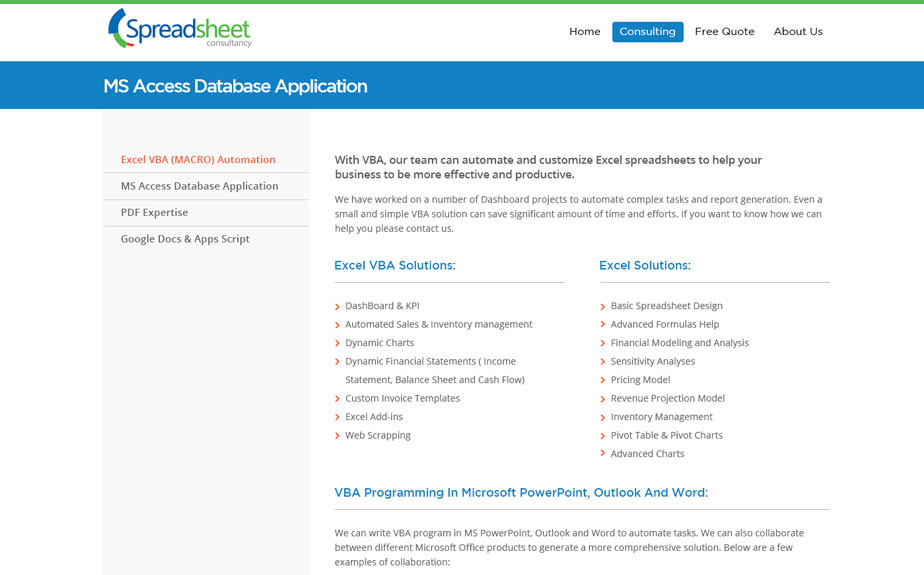 Spreadsheet
consultancy
Home
Consulting
Free Quote
About Us
MS Access Database Application
Excel VBA (MACRO) Automation
MS Access Database Application
PDF Expertise
Google Docs & Apps Script
With VBA, our team can automate and customize Excel spreadsheets to help your
business to be more effective and productive.
We have worked on a number of Dashboard projects to automate complex tasks and report generation. Even a
small and simple VBA solution can save significant amount of time and efforts. If you want to know how we can
help you please contact us.
Excel VBA Solutions:
DashBoard & KPI
Automated Sales & Inventory management
Dynamic Charts
Dynamic Financial Statements ( Income
Statement, Balance Sheet and Cash Flow)
Custom Invoice Templates
Excel Add-ins
Web Scrapping
Excel Solutions:
Basic Spreadsheet Design
Advanced Formulas Help
Financial Modeling and Analysis
Sensitivity Analyses
Pricing Model
Revenue Projection Model
Inventory Management
Pivot Table & Pivot Charts
Advanced Charts
VBA Programming In Microsoft PowerPoint, Outlook And Word:
We can write VBA program in MS PowerPoint, Outlook and Word to automate tasks. We can also collaborate
between different Microsoft Office products to generate a more comprehensive solution. Below are a few
examples of collaboration: